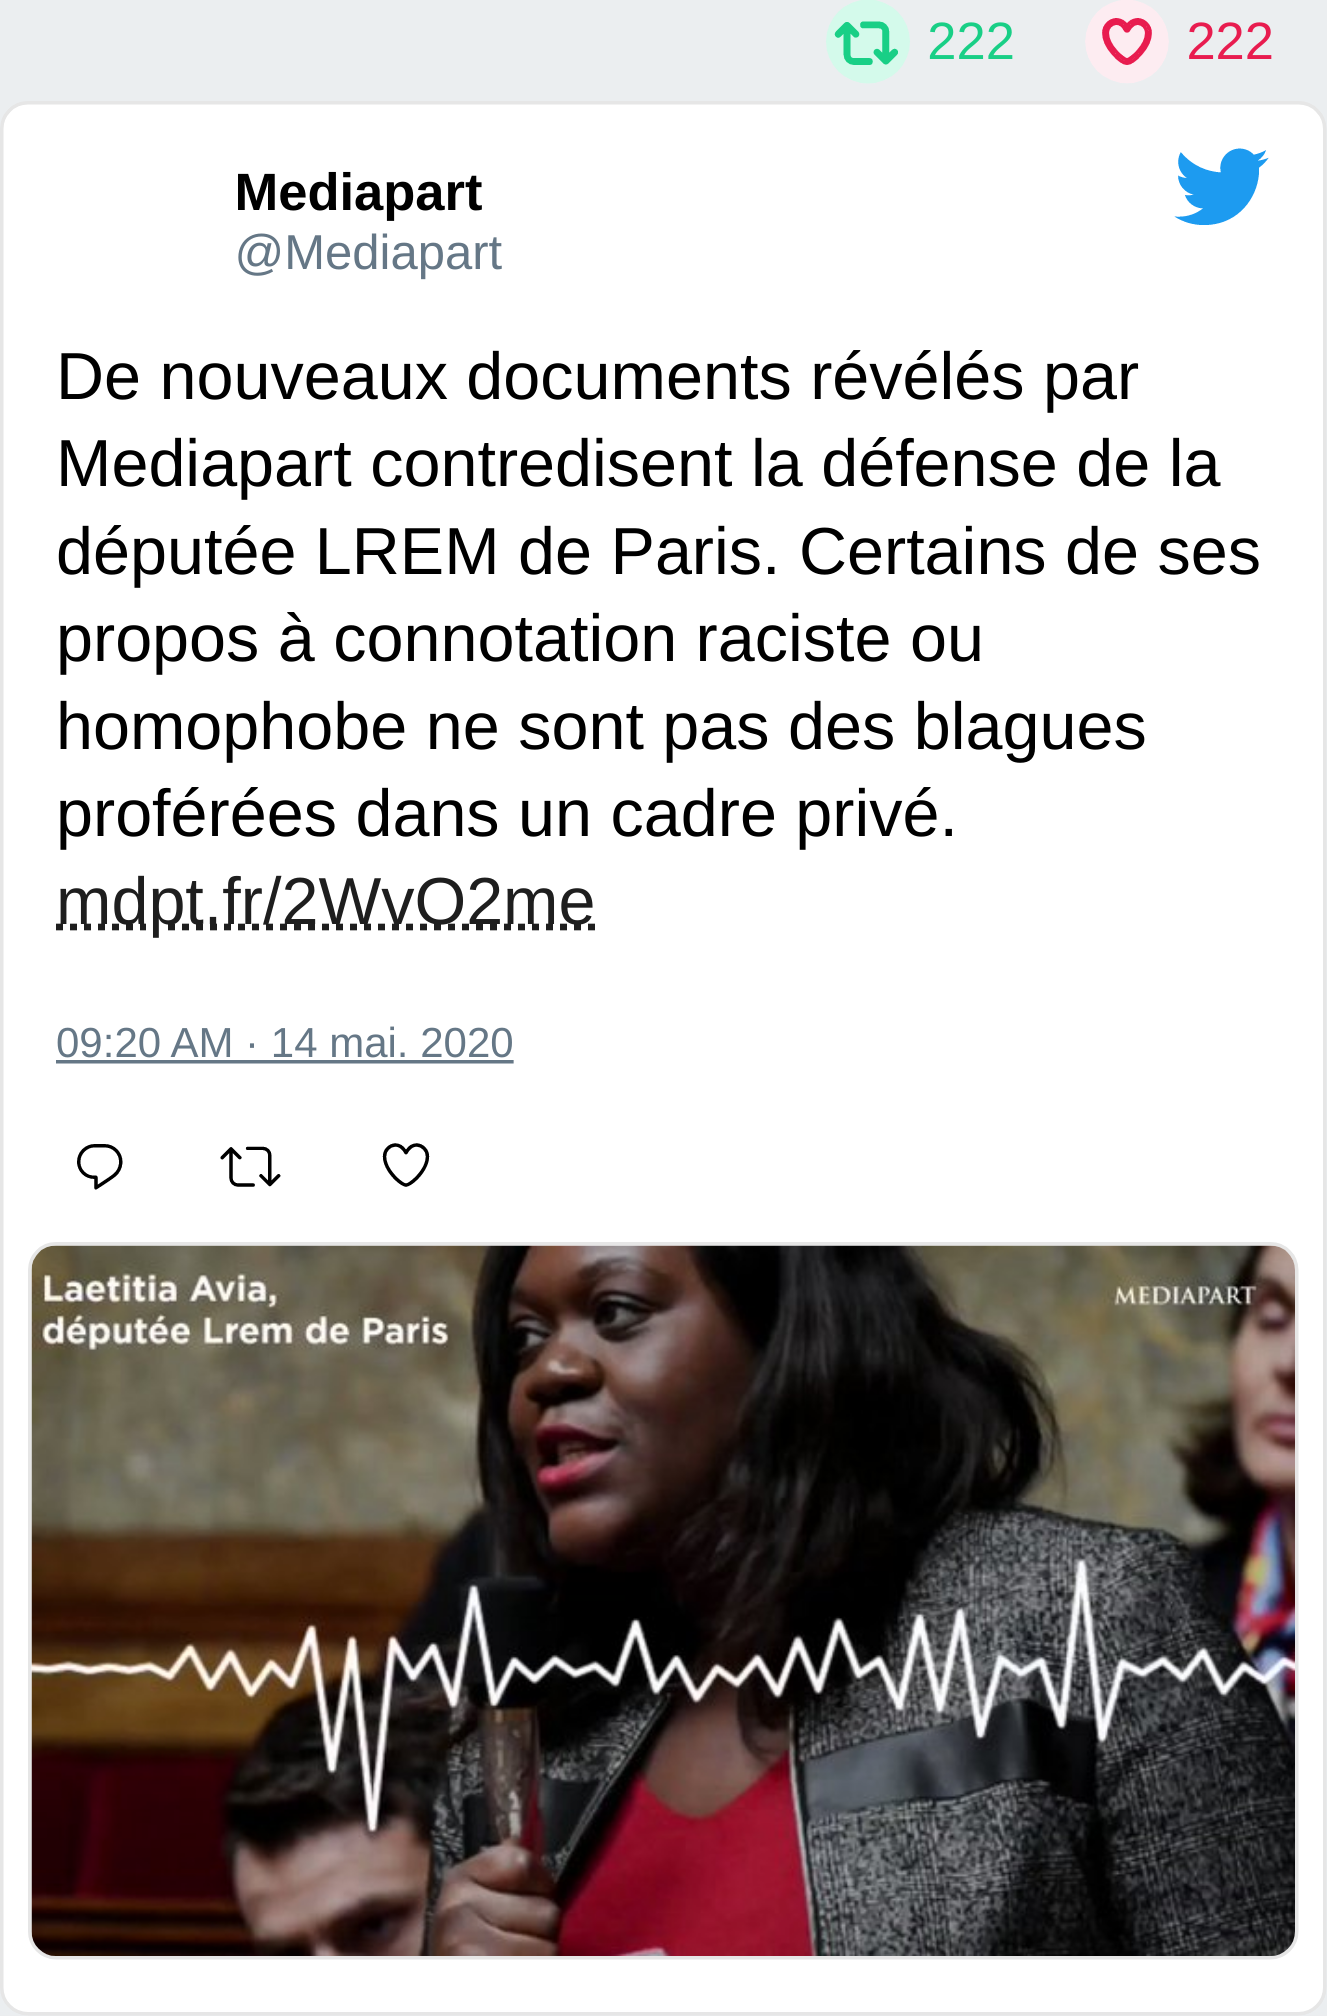 222 222
Mediapart
@Mediapart
De nouveaux documents révélés par
Mediapart contredisent la défense de la
députée LREM de Paris. Certains de ses
propos à connotation raciste ou
homophobe ne sont pas des blagues
proférées dans un cadre privé.
mdpt.fr/2WvO2me
09:20 AM · 14 mai. 2020
Laetitia Avia,
députée Lrem de Paris
MEDIAPART